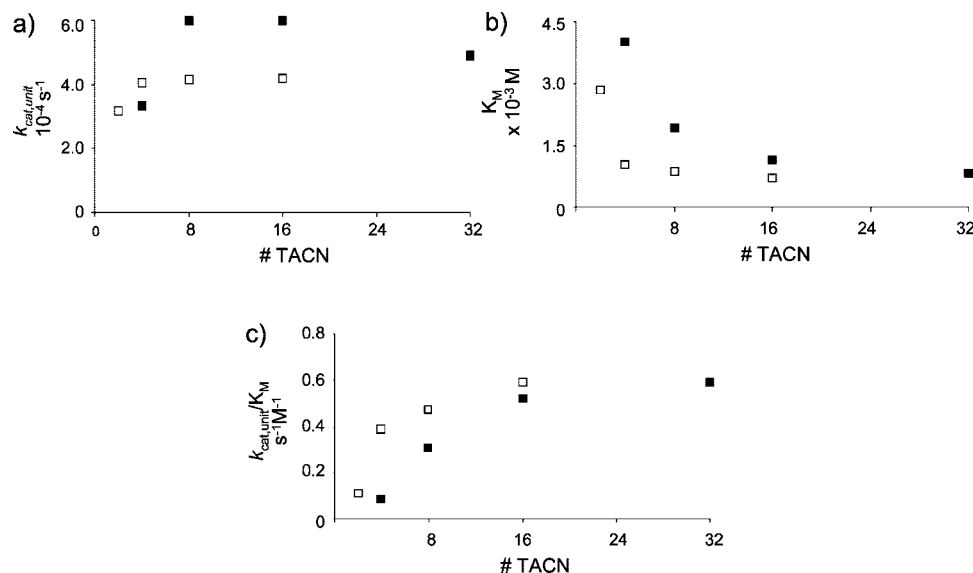 a)
6.0
4.0
2.0
0
k_cat,unit
10⁻⁴ s⁻¹
0
8
16
24
32
# TACN
b)
4.5
3.0
1.5
0
K_M
x 10⁻³ M
8
16
24
32
# TACN
c)
0.8
0.6
0.4
0.2
0
k_cat,unit/K_M
s⁻¹M⁻¹
8
16
24
32
# TACN